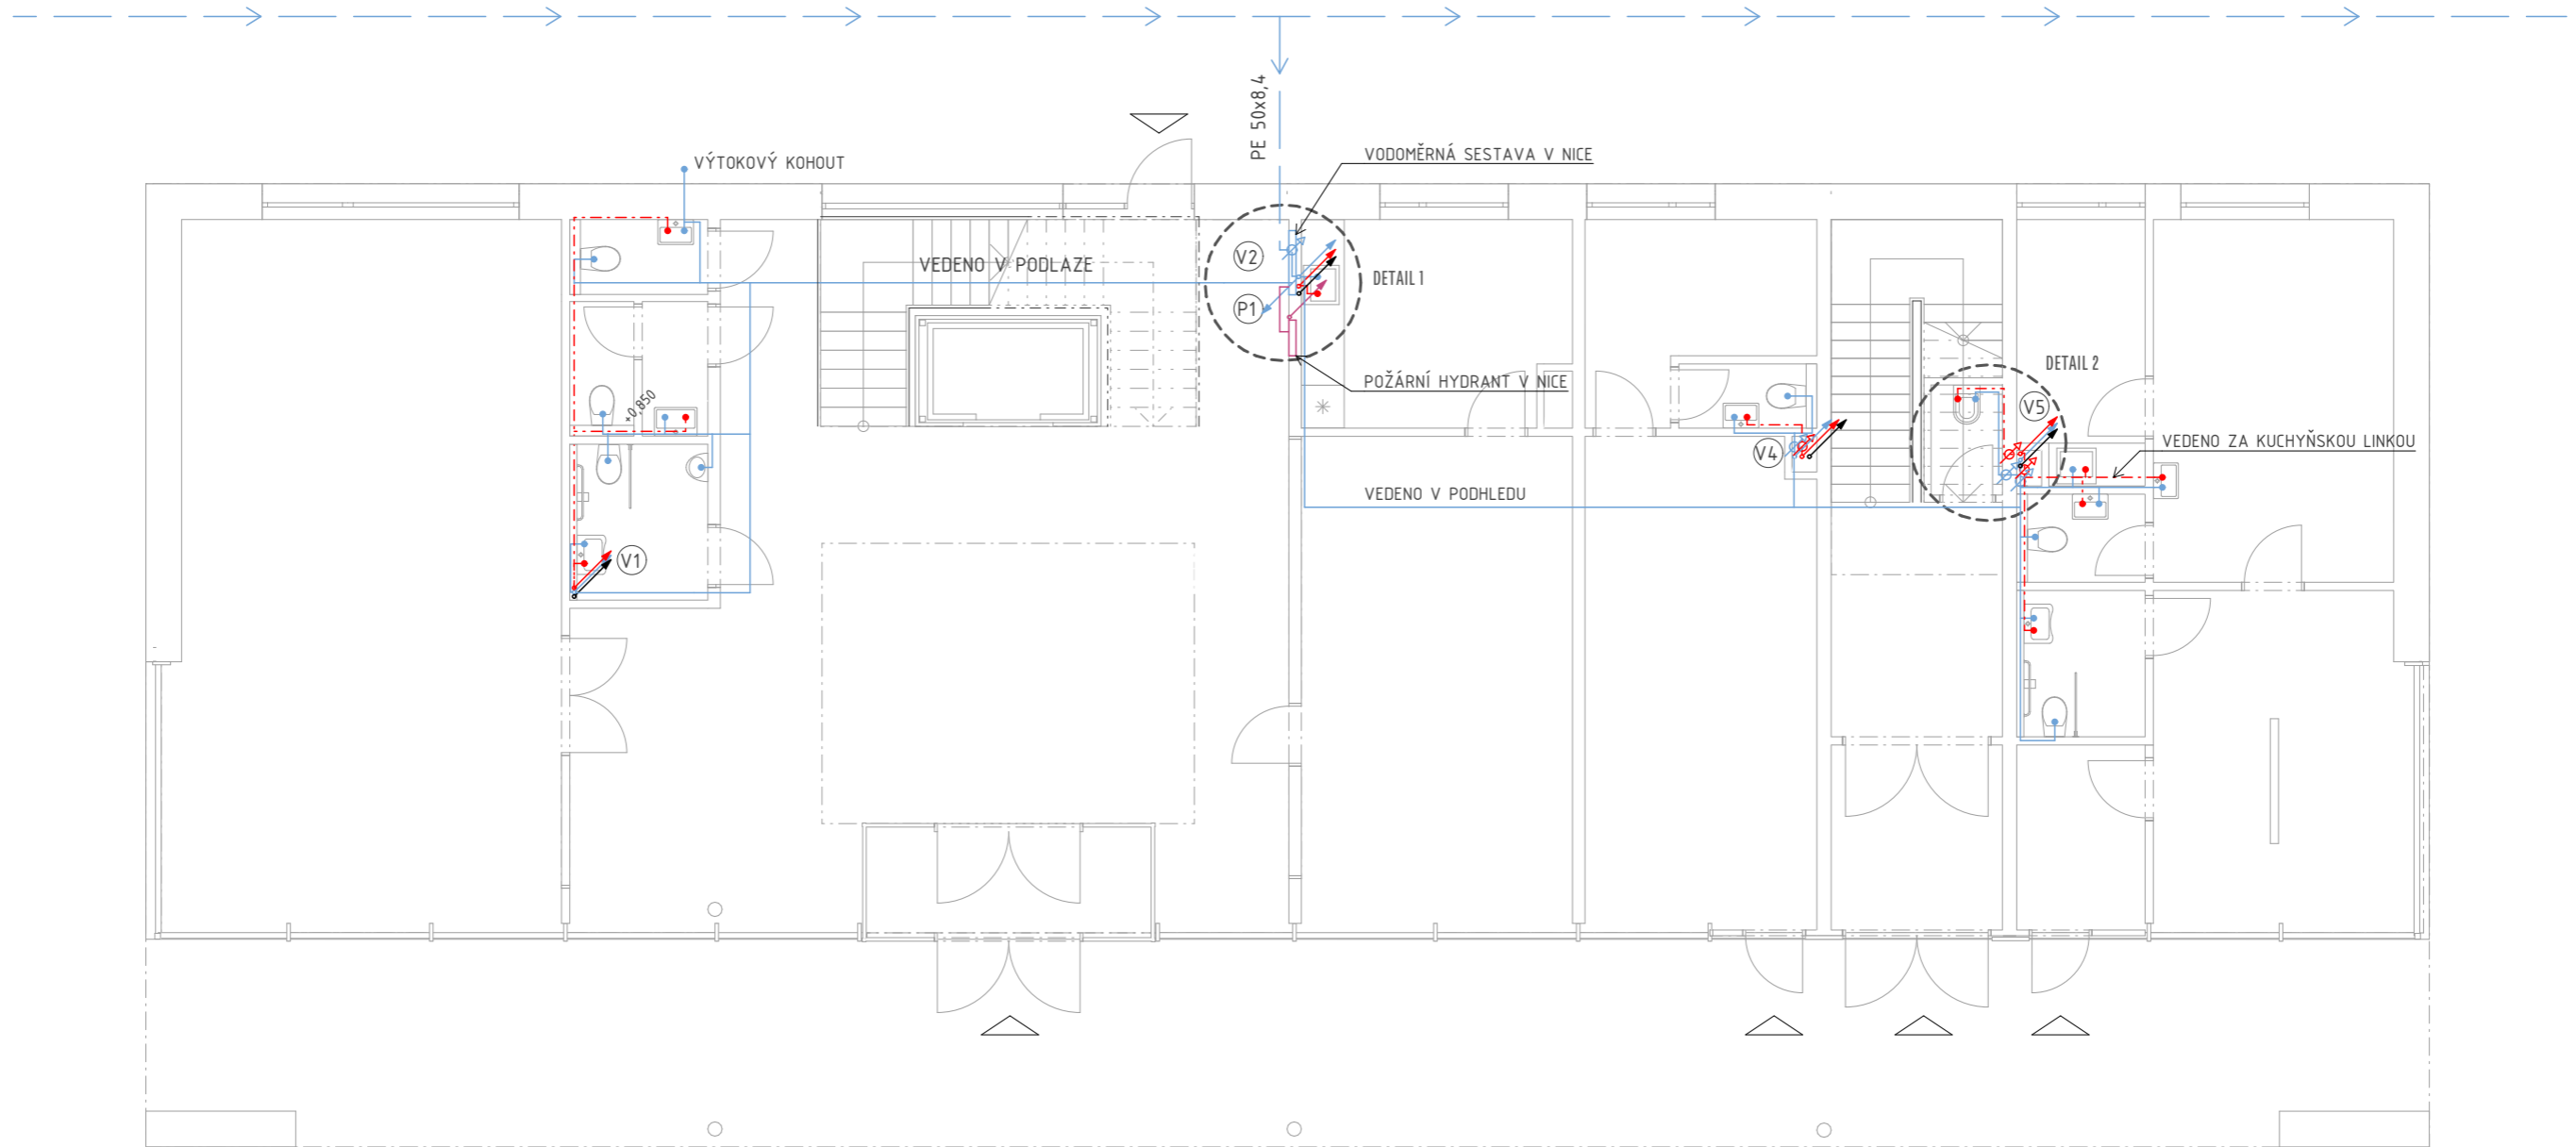 PE 50x8,4
VÝTOKOVÝ KOHOUT
VODOMĚRNÁ SESTAVA V NICE
V2
VEDENO V PODLAZE
DETAIL 1
P1
DETAIL 2
POŽÁRNÍ HYDRANT V NICE
+0,850
V5
VEDENO ZA KUCHYŇSKOU LINKOU
V4
VEDENO V PODHLEDU
V1